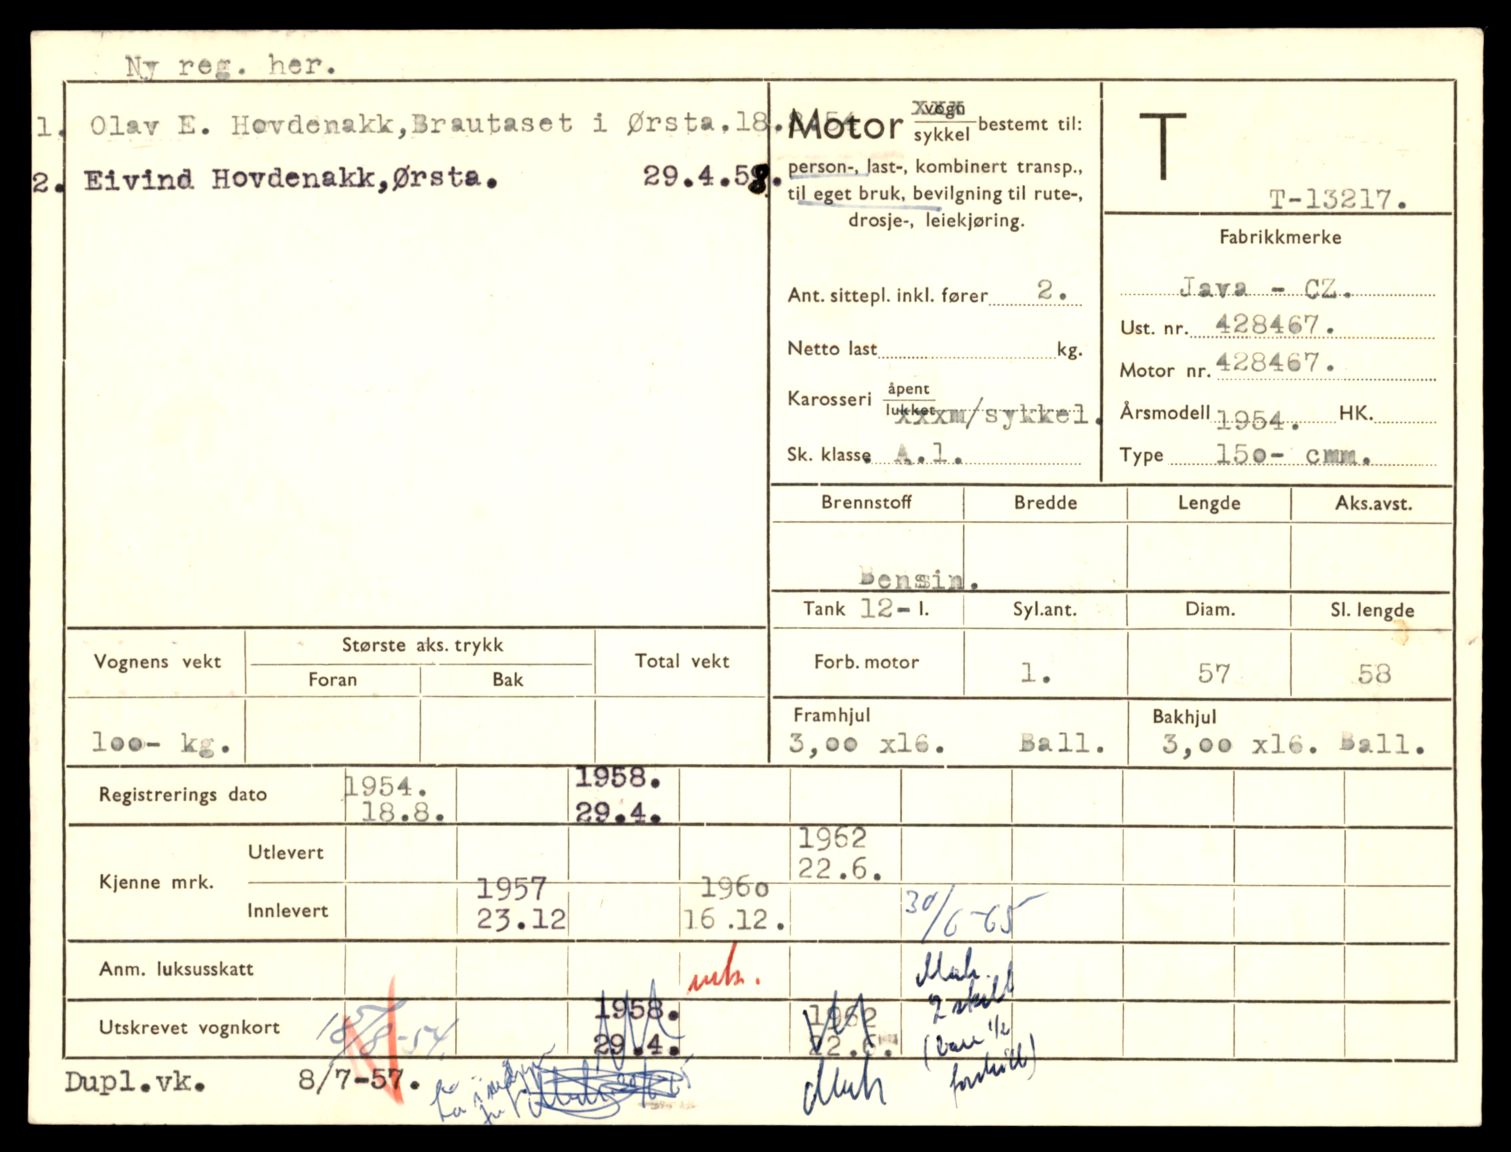 Ny reg. her.
1. Olav E. Hovdenakk,Brautaset i Ørsta.18.8.54
2. Eivind Hovdenakk,Ørsta. 29.4.58.
Motor vogn
sykkel bestemt til:
person-, last-, kombinert transp.,
til eget bruk, bevilgning til rute-,
drosje-, leiekjøring.
Ant. sittepl. inkl. fører 2.
Netto last kg.
Karosseri åpent
lukket xxxm/sykkel.
Sk. klasse A.1.
T
T-13217.
Fabrikkmerke
Java - CZ.
Ust. nr. 428467.
Motor nr. 428467.
Årsmodell 1954. HK.
Type 150- cmm.
Brennstoff Bredde Lengde Aks.avst.
Bensin.
Tank 12- l. Syl.ant. Diam. Sl. lengde
Forb. motor 1. 57 58
Framhjul Bakhjul
3,00 x16. Ball. 3,00 x16. Ball.
Vognens vekt Største aks. trykk Total vekt
Foran Bak
100- kg.
Registrerings dato 1954. 1958.
18.8. 29.4.
Kjenne mrk. Utlevert 1962
22.6.
Innlevert 1957 1960 30/6-65
23.12 16.12.
Anm. luksusskatt
2 skilt
Utskrevet vognkort 18/8-54. 1958. 1962
29.4. 22.6.
(bare 1/2
forskilt)
Dupl.vk. 8/7-57.